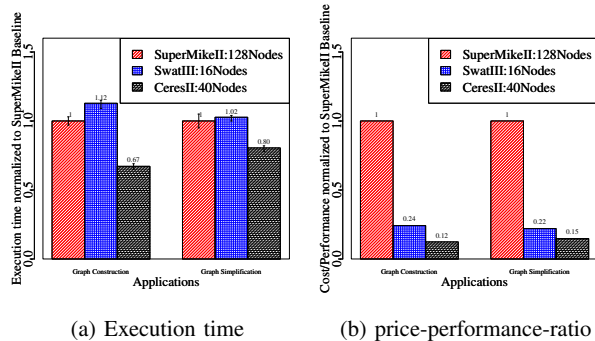 Execution time normalized to SuperMikeII Baseline
0.0
0.5
1.0
1.5
SuperMikeII:128Nodes
SwatIII:16Nodes
CeresII:40Nodes
1
1.12
0.67
1
1.02
0.80
Graph Construction
Graph Simplification
Applications
(a) Execution time
Cost/Performance normalized to SuperMikeII Baseline
0.0
0.5
1.0
1.5
SuperMikeII:128Nodes
SwatIII:16Nodes
CeresII:40Nodes
1
0.24
0.12
1
0.22
0.15
Graph Construction
Graph Simplification
Applications
(b) price-performance-ratio